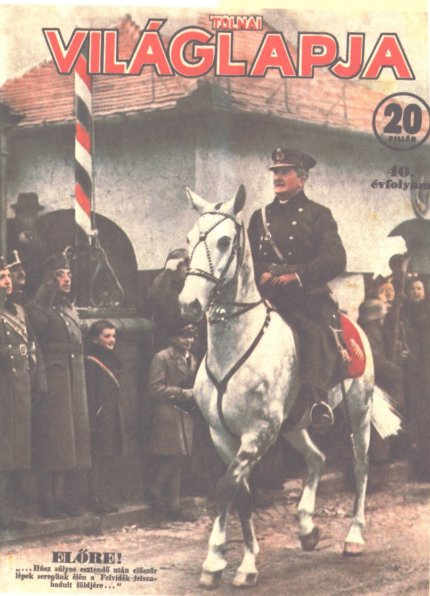 TOLNAI
VILÁGLAPJA
20
FILLÉR
40.
évfolyam
ELŐRE!
„...Húsz súlyos esztendő után először
lépek seregünk élén a Felvidék felsza-
badult földjére..."